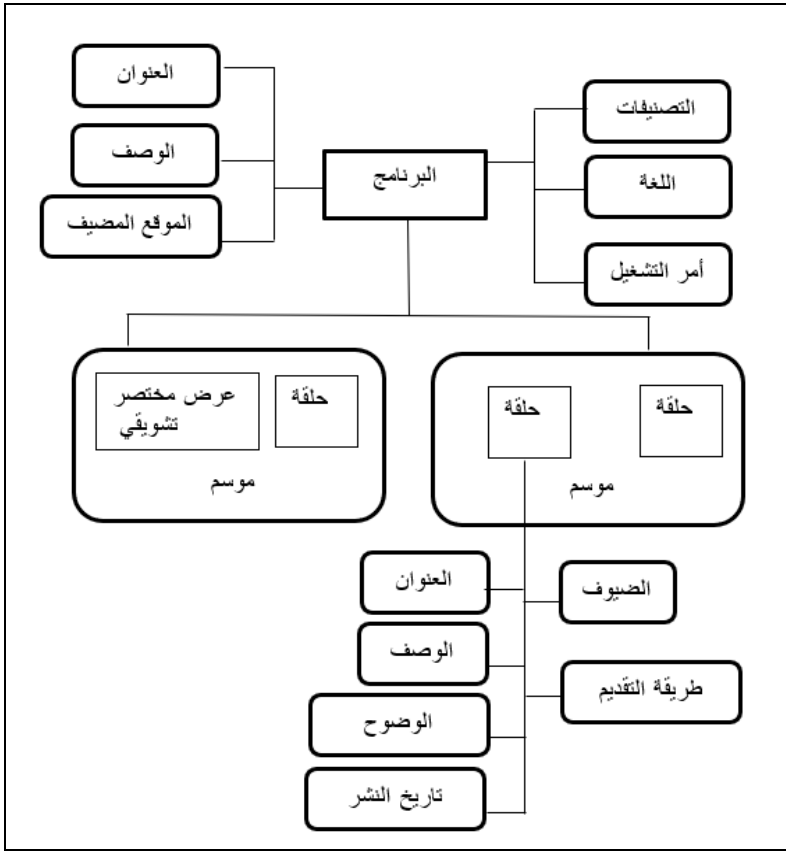 العنوان
الوصف
الموقع المضيف
البرنامج
التصنيفات
اللغة
أمر التشغيل
حلقة
حلقة
موسم
حلقة
عرض مختصر
تشويقي
موسم
الضيوف
طريقة التقديم
العنوان
الوصف
الوضوح
تاريخ النشر